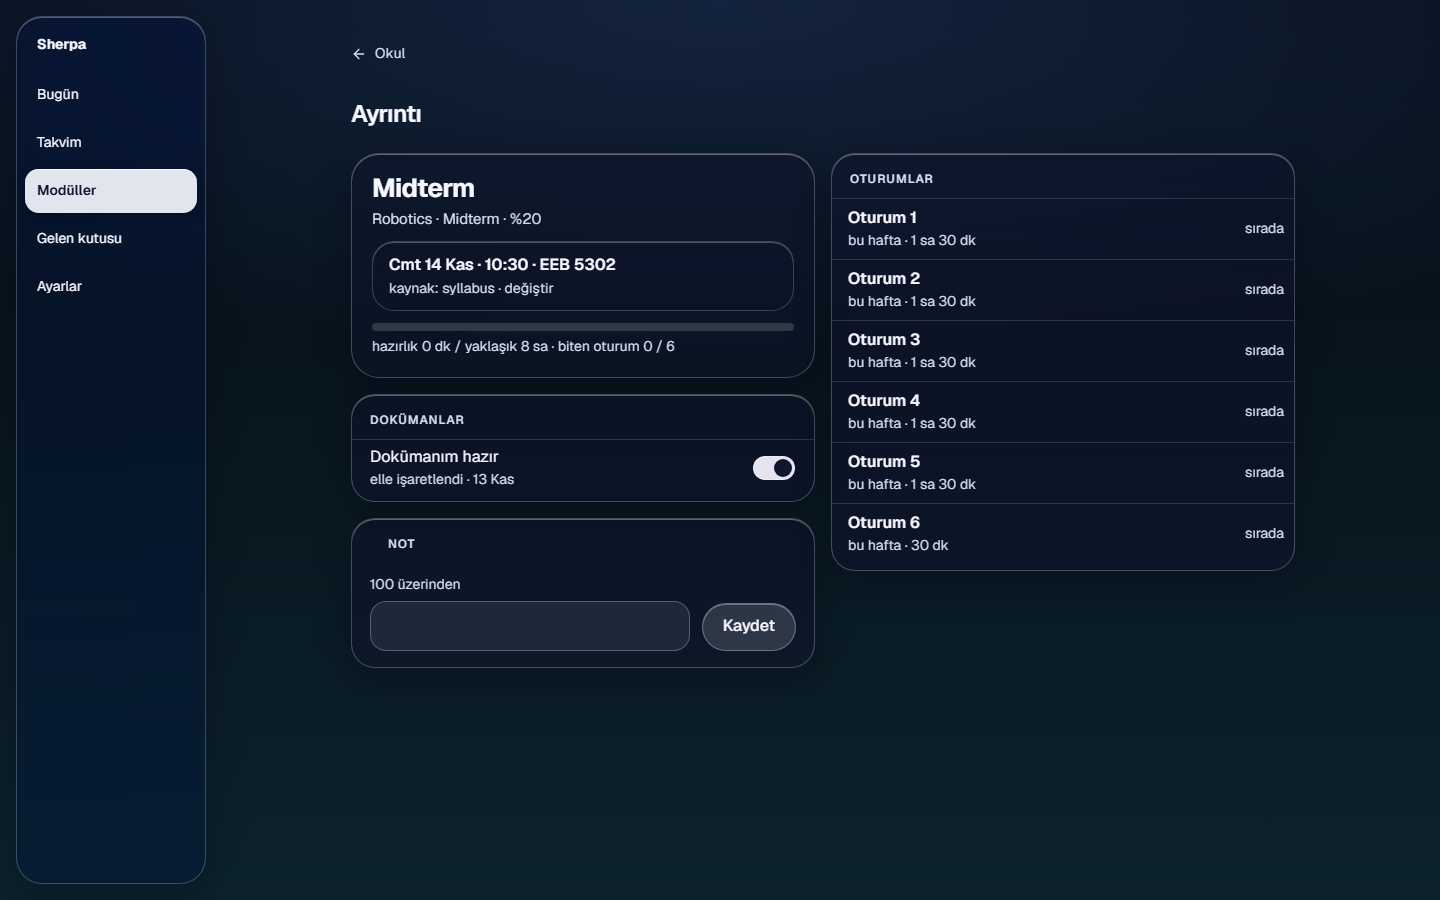 Sherpa
Bugün
Takvim
Modüller
Gelen kutusu
Ayarlar
← Okul
Ayrıntı
Midterm
Robotics · Midterm · %20
Cmt 14 Kas · 10:30 · EEB 5302
kaynak: syllabus · değiştir
hazırlık 0 dk / yaklaşık 8 sa · biten oturum 0 / 6
DOKÜMANLAR
Dokümanım hazır
elle işaretlendi · 13 Kas
NOT
100 üzerinden
Kaydet
OTURUMLAR
Oturum 1
bu hafta · 1 sa 30 dk
sırada
Oturum 2
bu hafta · 1 sa 30 dk
sırada
Oturum 3
bu hafta · 1 sa 30 dk
sırada
Oturum 4
bu hafta · 1 sa 30 dk
sırada
Oturum 5
bu hafta · 1 sa 30 dk
sırada
Oturum 6
bu hafta · 30 dk
sırada